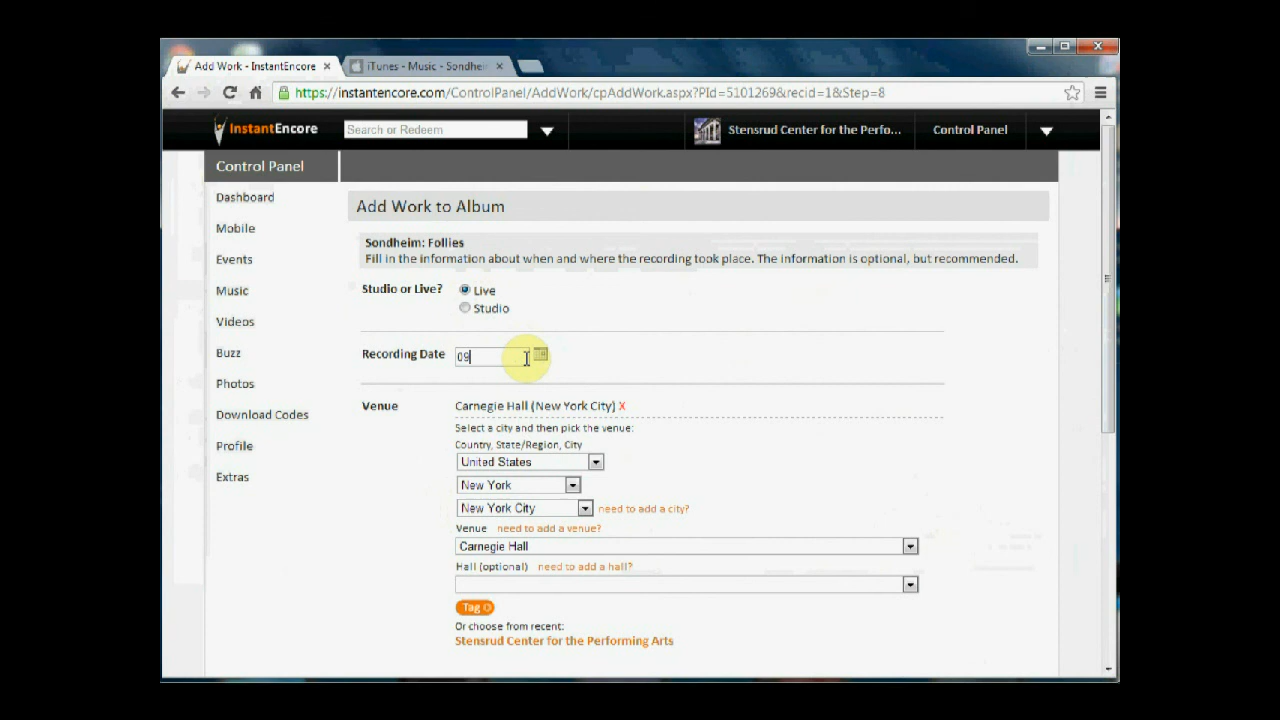 Add Work - InstantEncore
iTunes - Music - Sondhei
https://instantencore.com/ControlPanel/AddWork/cpAddWork.aspx?PId=5101269&recid=1&Step=8
InstantEncore
Search or Redeem
Stensrud Center for the Perfo...
Control Panel
Control Panel
Dashboard
Mobile
Events
Music
Videos
Buzz
Photos
Download Codes
Profile
Extras
Add Work to Album
Sondheim: Follies
Fill in the information about when and where the recording took place. The information is optional, but recommended.
Studio or Live?
Live
Studio
Recording Date
09
Venue
Carnegie Hall (New York City) X
Select a city and then pick the venue:
Country, State/Region, City
United States
New York
New York City
need to add a city?
Venue need to add a venue?
Carnegie Hall
Hall (optional) need to add a hall?
Tag
Or choose from recent:
Stensrud Center for the Performing Arts